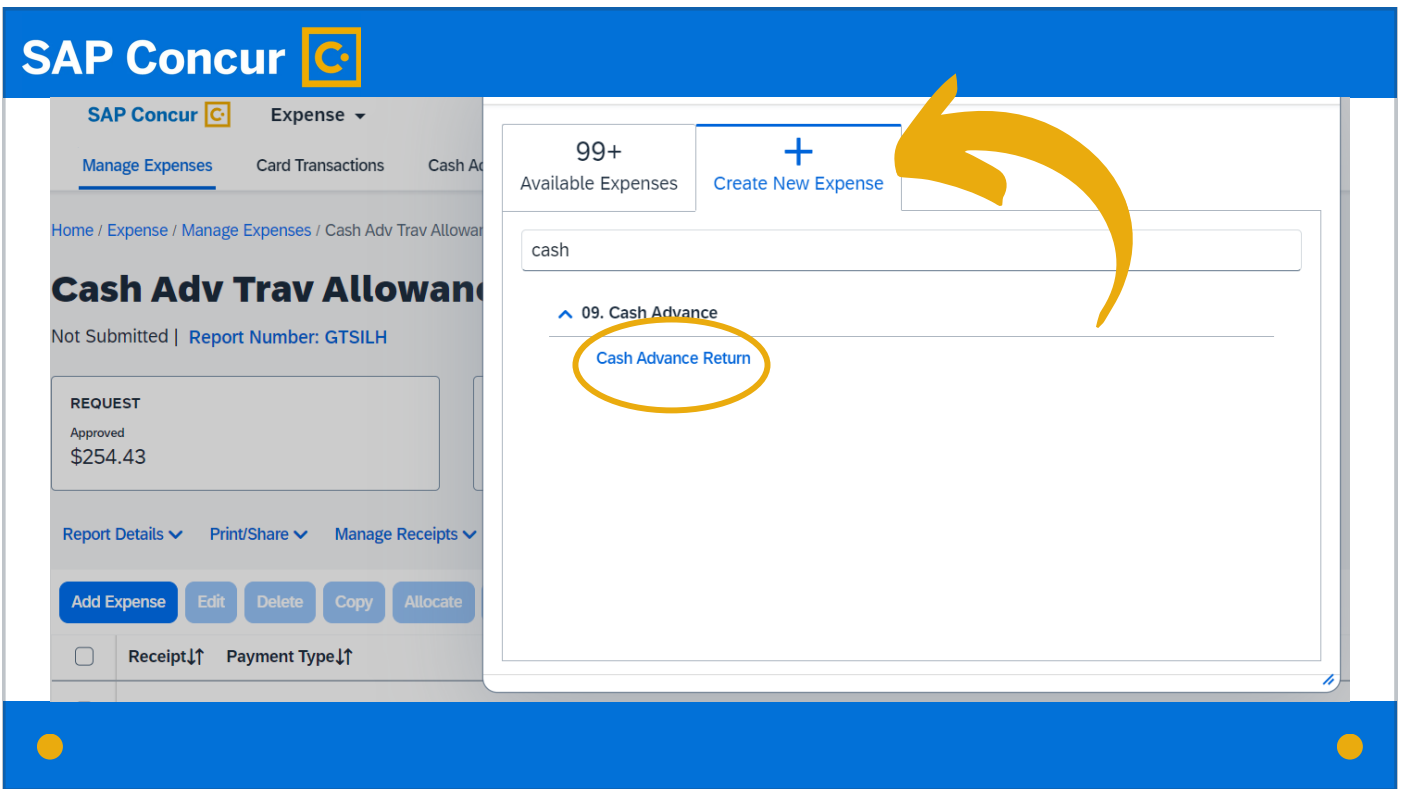 SAP Concur
SAP Concur Expense
Manage Expenses Card Transactions Cash
Home / Expense / Manage Expenses / Cash Adv Trav
Cash Adv Trav
Not Submitted | Report Number: GTSILH
REQUEST
Approved
$254.43
Report Details Print/Share Manage Receipts
Add Expense Edit Delete Copy Allocate
Receipt Payment Type
99+
Available Expenses
+
Create New Expense
cash
09. Cash Advance
Cash Advance Return